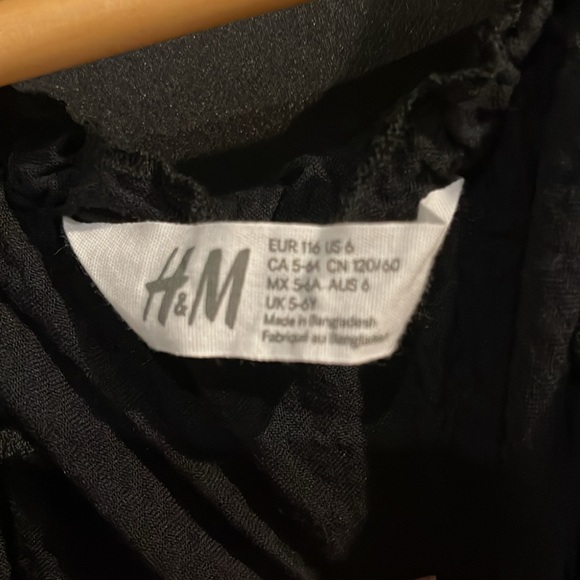 H&M
EUR 116 US 6
CA 5-6A CN 120/60
MX 5-6A AUS 6
UK 5-6Y
Made in Bangladesh
Fabriqué au Bangladesh